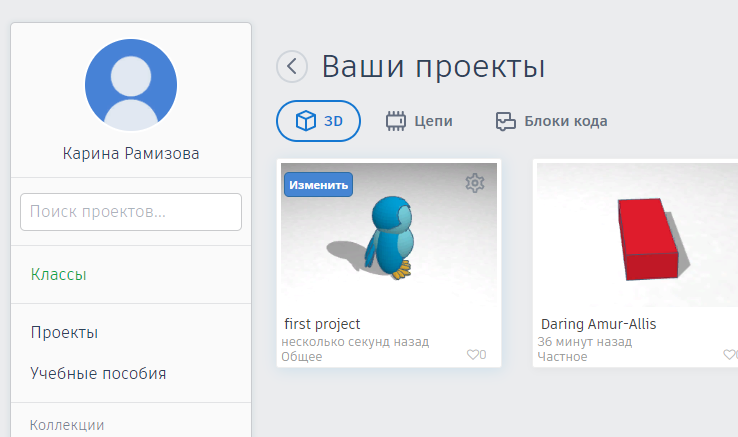 Карина Рамизова
Поиск проектов...
Классы
Проекты
Учебные пособия
Коллекции
Ваши проекты
3D
Цепи
Блоки кода
Изменить
first project
несколько секунд назад
Общее
0
Daring Amur-Allis
36 минут назад
Частное